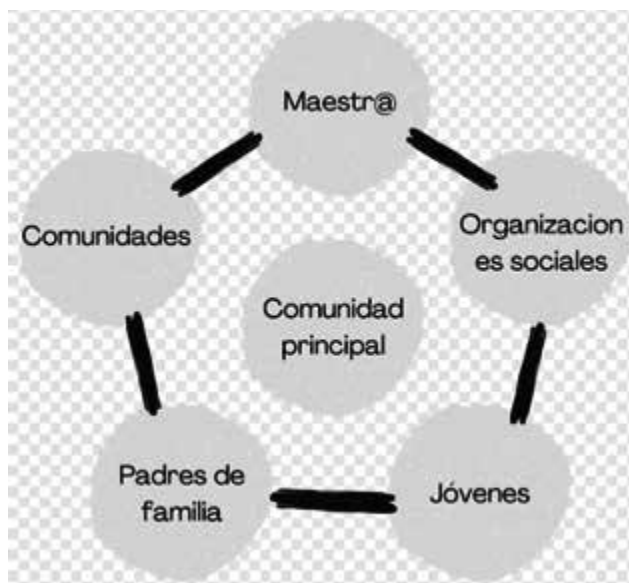 Maestr@
Comunidades
Organizacion
es sociales
Comunidad
principal
Padres de
familia
Jóvenes